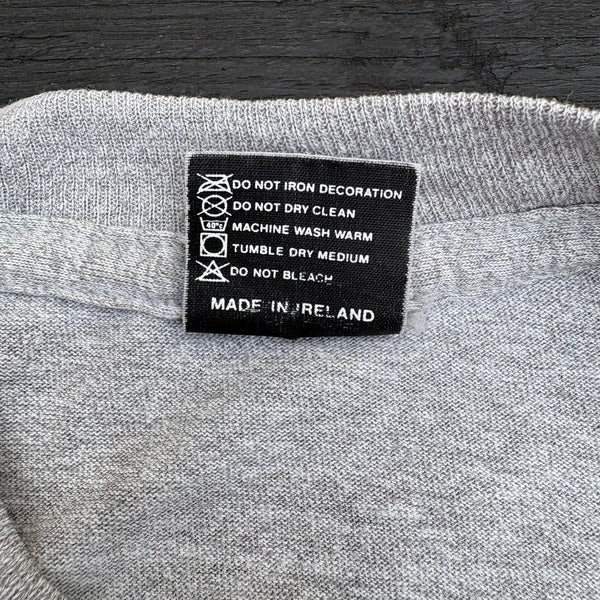 DO NOT IRON DECORATION
DO NOT DRY CLEAN
40°c MACHINE WASH WARM
TUMBLE DRY MEDIUM
DO NOT BLEACH
MADE IN IRELAND